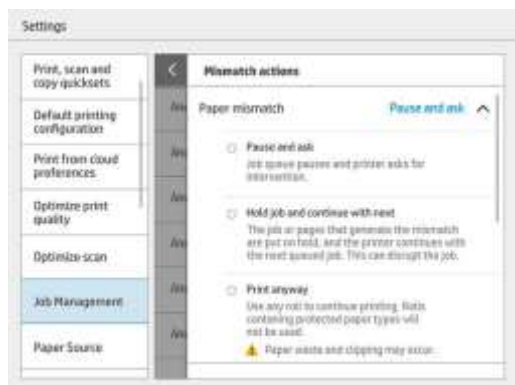 Settings
Print, scan and
copy quicksets
Default printing
configuration
Print from cloud
preferences
Optimize print
quality
Optimize scan
Job Management
Paper Source
Mismatch actions
Paper mismatch
Pause and ask
Pause and ask
Job queue pauses and printer asks for
intervention.
Hold job and continue with next
The job or pages that generate the mismatch
are put on hold, and the printer continues with
the next queued job. This can disrupt the job.
Print anyway
Use any roll to continue printing. Rolls
containing protected paper types will
not be used.
Paper waste and clipping may occur.